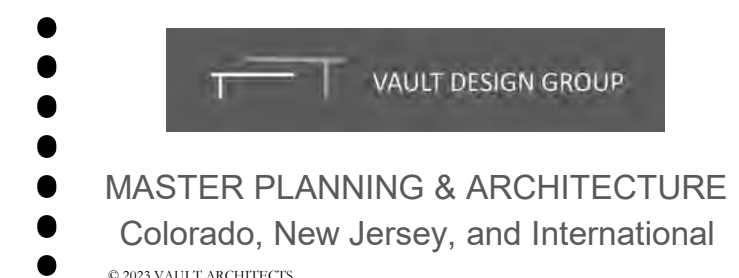 VAULT DESIGN GROUP
MASTER PLANNING & ARCHITECTURE
Colorado, New Jersey, and International
© 2023 VAULT ARCHITECTS